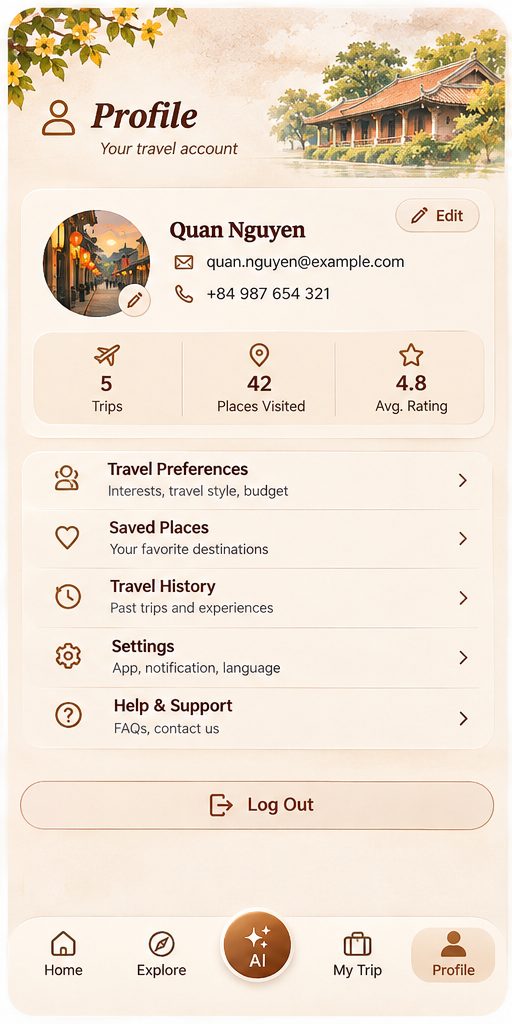 Profile
Your travel account
Edit
Quan Nguyen
quan.nguyen@example.com
+84 987 654 321
5
Trips
42
Places Visited
4.8
Avg. Rating
Travel Preferences
Interests, travel style, budget
Saved Places
Your favorite destinations
Travel History
Past trips and experiences
Settings
App, notification, language
Help & Support
FAQs, contact us
Log Out
Home
Explore
AI
My Trip
Profile